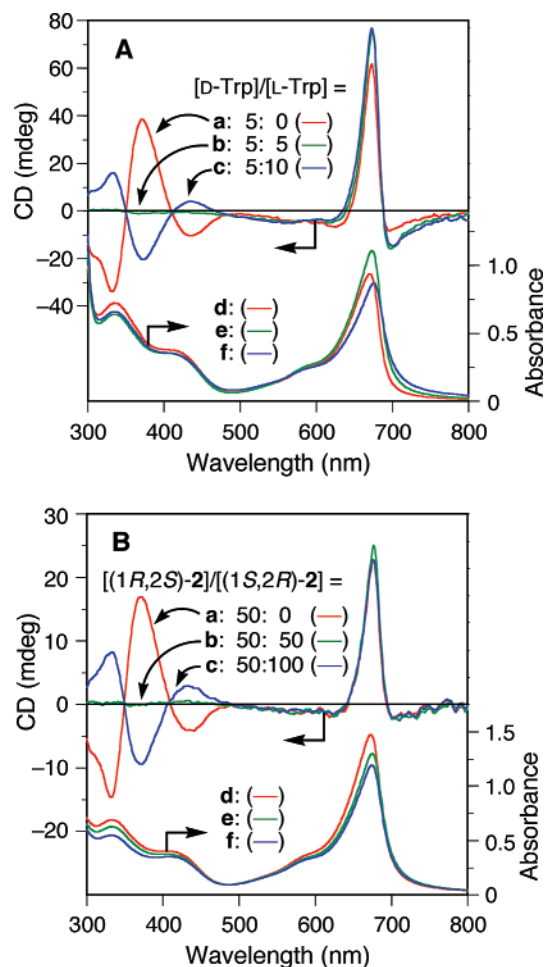 80
60
40
20
0
−20
−40
CD (mdeg)
A
[D-Trp]/[L-Trp] =
a: 5: 0 (—)
b: 5: 5 (—)
c: 5:10 (—)
d: (—)
e: (—)
f: (—)
1.0
0.5
0
Absorbance
300 400 500 600 700 800
Wavelength (nm)
30
20
10
0
−10
−20
CD (mdeg)
B
[(1R,2S)-2]/[(1S,2R)-2] =
a: 50: 0 (—)
b: 50: 50 (—)
c: 50:100 (—)
d: (—)
e: (—)
f: (—)
1.5
1.0
0.5
0
Absorbance
300 400 500 600 700 800
Wavelength (nm)